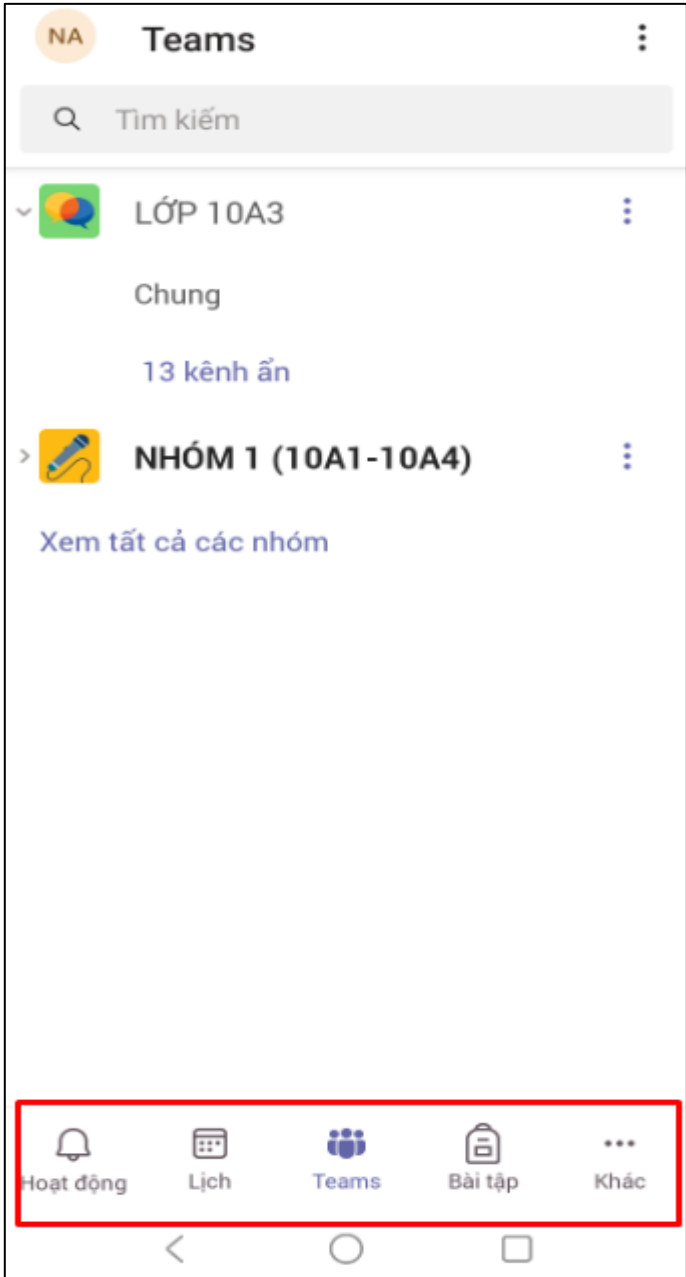 NA Teams
Tìm kiếm
LỚP 10A3
Chung
13 kênh ẩn
NHÓM 1 (10A1-10A4)
Xem tất cả các nhóm
Hoạt động Lịch Teams Bài tập Khác